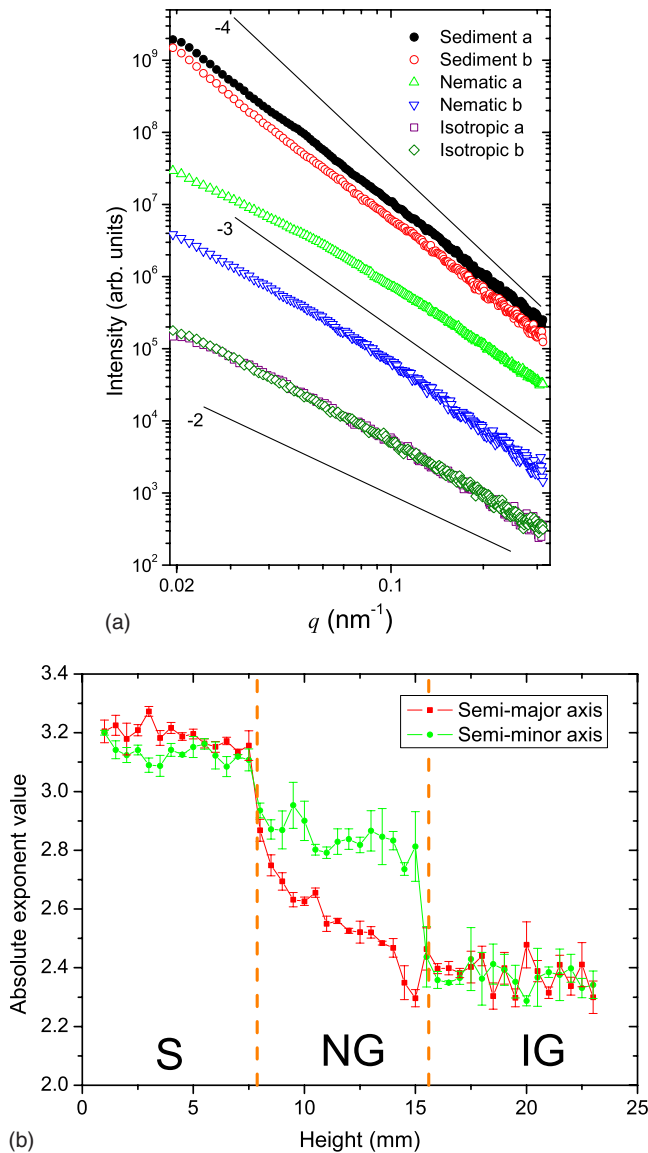 -4
Sediment a
Sediment b
Nematic a
Nematic b
Isotropic a
Isotropic b
-3
-2
10⁹
10⁸
10⁷
10⁶
10⁵
10⁴
10³
10²
Intensity (arb. units)
0.02
0.1
q (nm⁻¹)
(a)
3.4
3.2
3.0
2.8
2.6
2.4
2.2
2.0
Absolute exponent value
Semi-major axis
Semi-minor axis
S
NG
IG
0
5
10
15
20
25
Height (mm)
(b)